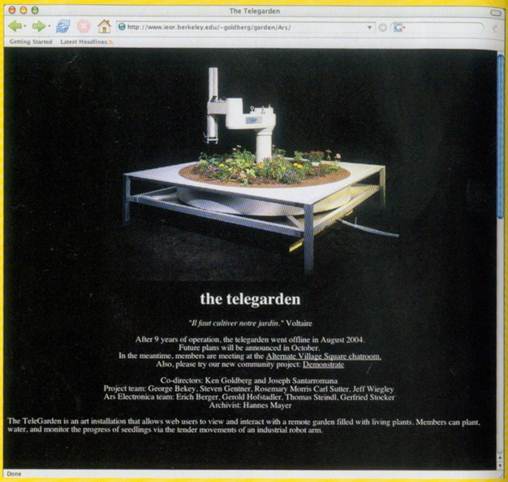 The Telegarden
http://www.ieor.berkeley.edu/~goldberg/garden/Ars/
Getting Started Latest Headlines
the telegarden
"Il faut cultiver notre jardin." Voltaire
After 9 years of operation, the telegarden went offline in August 2004.
Future plans will be announced in October.
In the meantime, members are meeting at the Alternate Village Square chatroom.
Also, please try our new community project: Demonstrate
Co-directors: Ken Goldberg and Joseph Santarromana
Project team: George Bekey, Steven Gentner, Rosemary Morris Carl Sutter, Jeff Wiegley
Ars Electronica team: Erich Berger, Gerold Hofstadler, Thomas Steindl, Gerfried Stocker
Archivist: Hannes Mayer
The TeleGarden is an art installation that allows web users to view and interact with a remote garden filled with living plants. Members can plant,
water, and monitor the progress of seedlings via the tender movements of an industrial robot arm.
Done